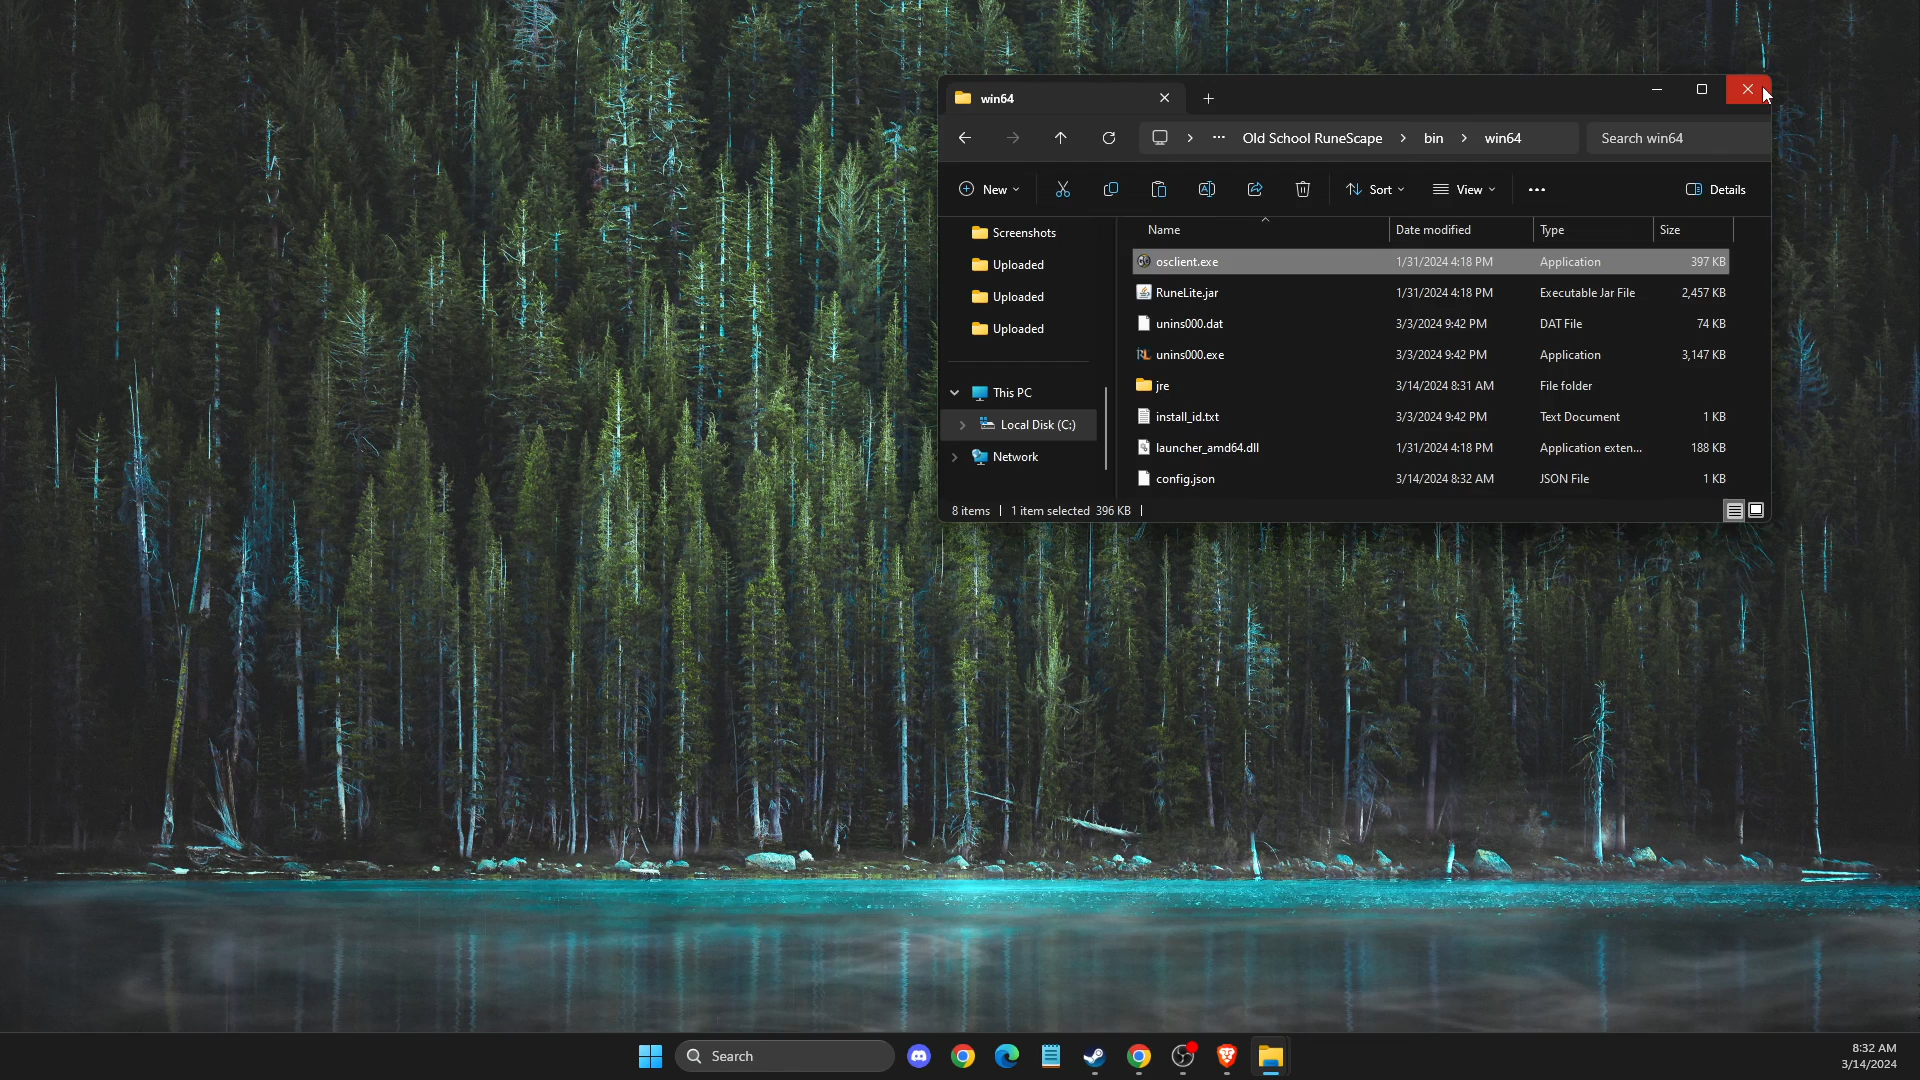 win64
Old School RuneScape
bin
win64
Search win64
New
Sort
View
Details
Screenshots
Uploaded
Uploaded
Uploaded
This PC
Local Disk (C:)
Network
Name Date modified Type Size
osclient.exe 1/31/2024 4:18 PM Application 397 KB
RuneLite.jar 1/31/2024 4:18 PM Executable Jar File 2,457 KB
unins000.dat 3/3/2024 9:42 PM DAT File 74 KB
unins000.exe 3/3/2024 9:42 PM Application 3,147 KB
jre 3/14/2024 8:31 AM File folder
install_id.txt 3/3/2024 9:42 PM Text Document 1 KB
launcher_amd64.dll 1/31/2024 4:18 PM Application exten... 188 KB
config.json 3/14/2024 8:32 AM JSON File 1 KB
8 items 1 item selected 396 KB
Search
8:32 AM
3/14/2024